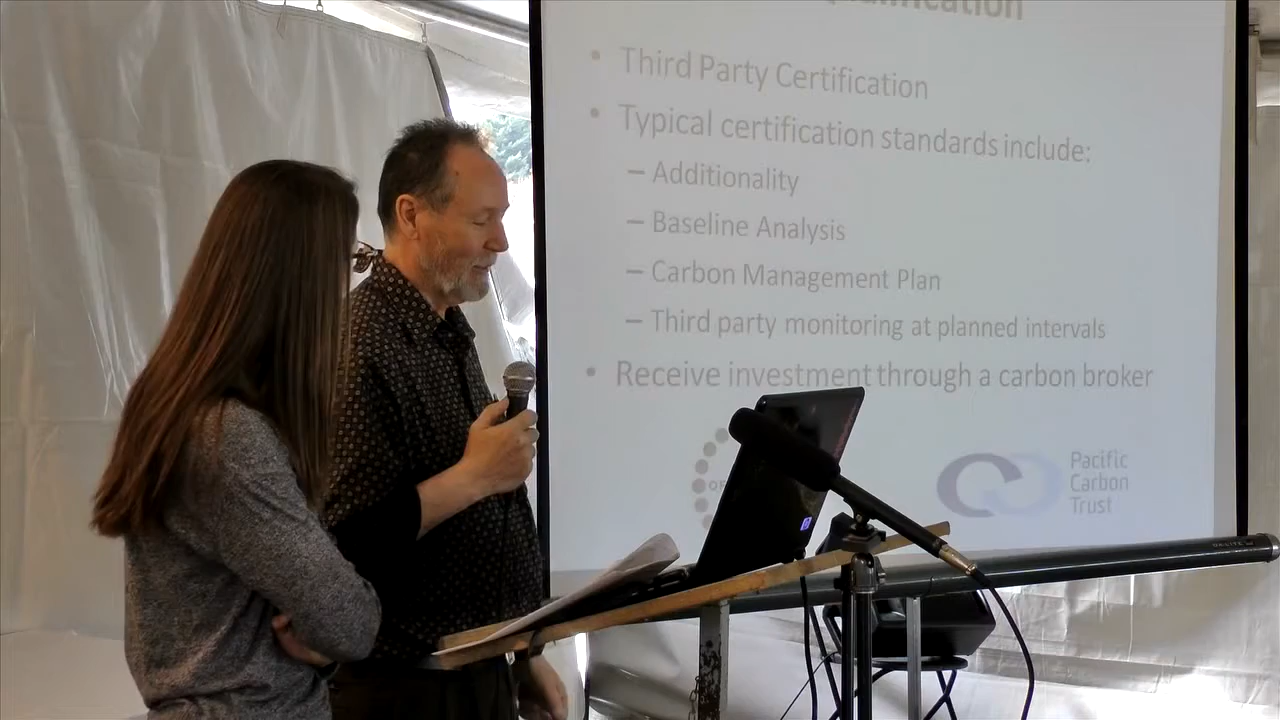 • Third Party Certification
• Typical certification standards include:
– Additionality
– Baseline Analysis
– Carbon Management Plan
– Third party monitoring at planned intervals
• Receive investment through a carbon broker
Pacific
Carbon
Trust